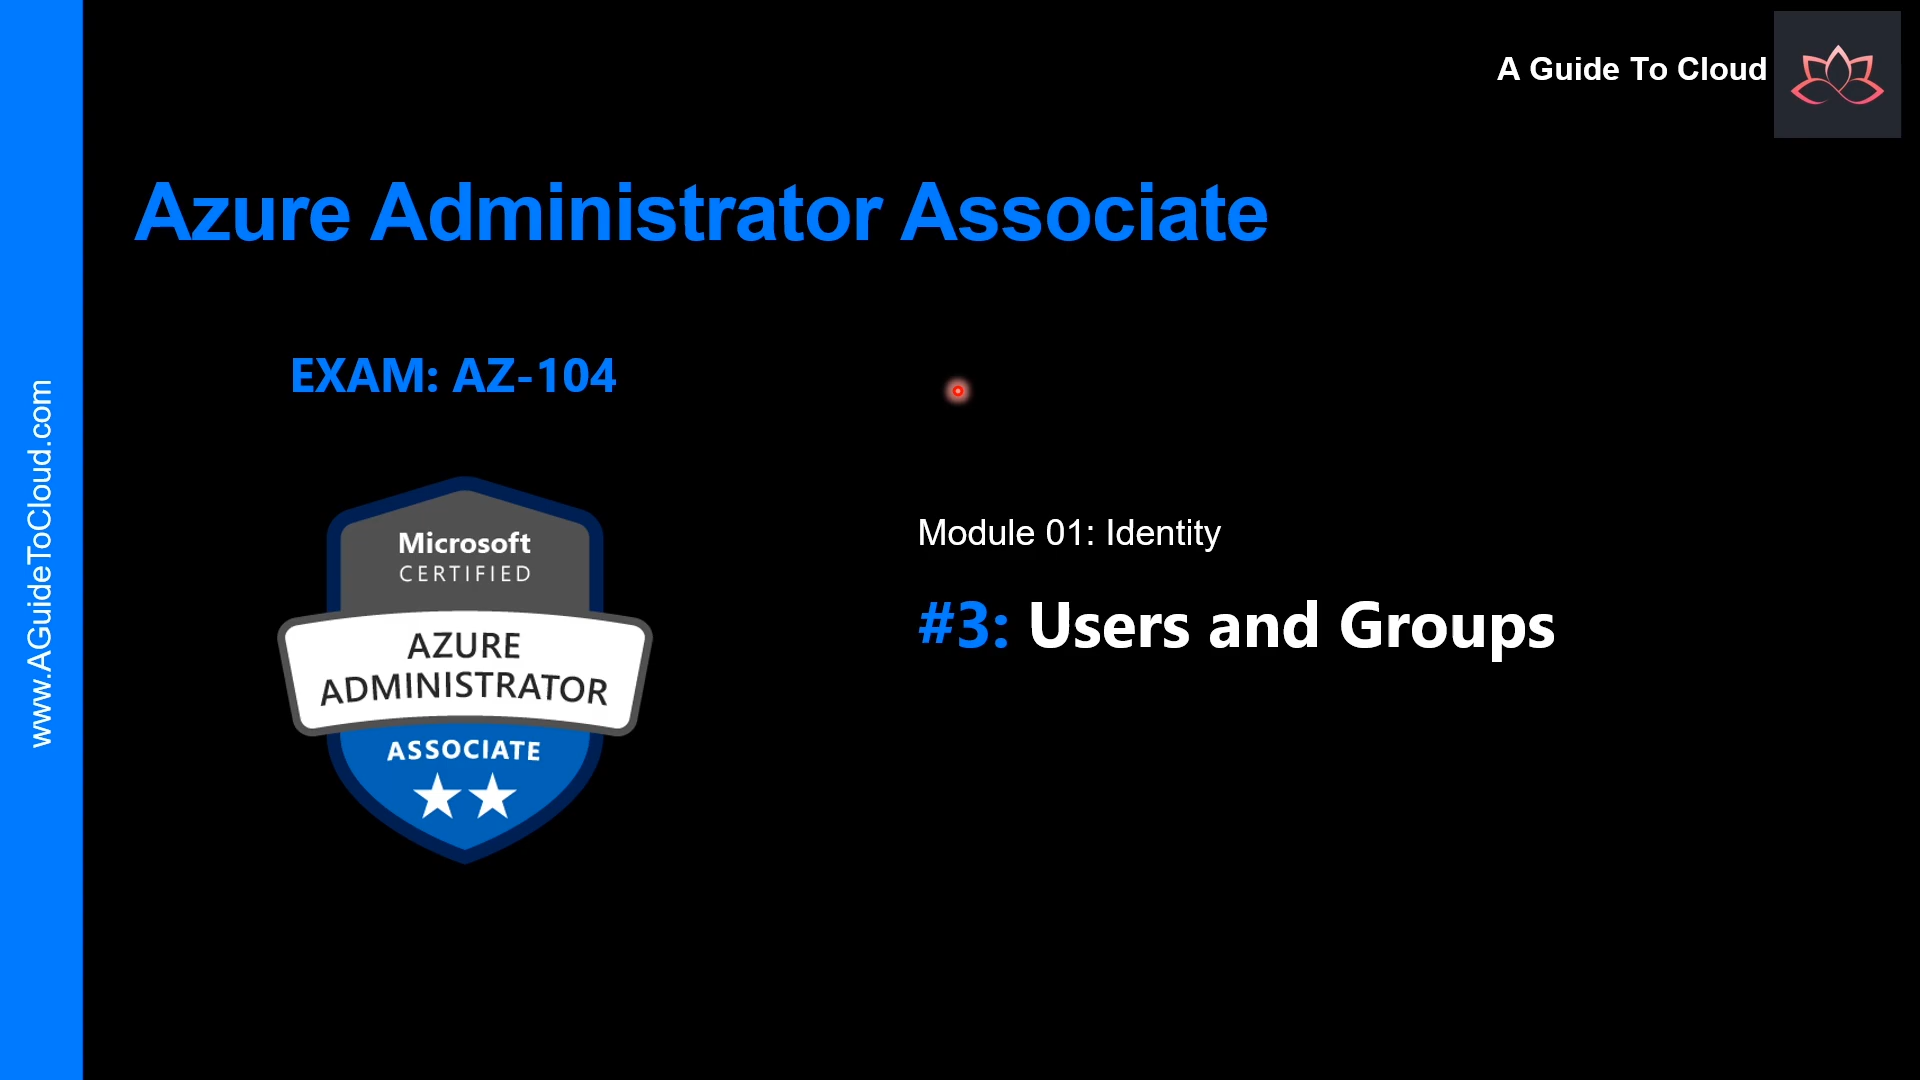 A Guide To Cloud
Azure Administrator Associate
EXAM: AZ-104
Microsoft
CERTIFIED
AZURE
ADMINISTRATOR
ASSOCIATE
Module 01: Identity
#3: Users and Groups
www.AGuideToCloud.com